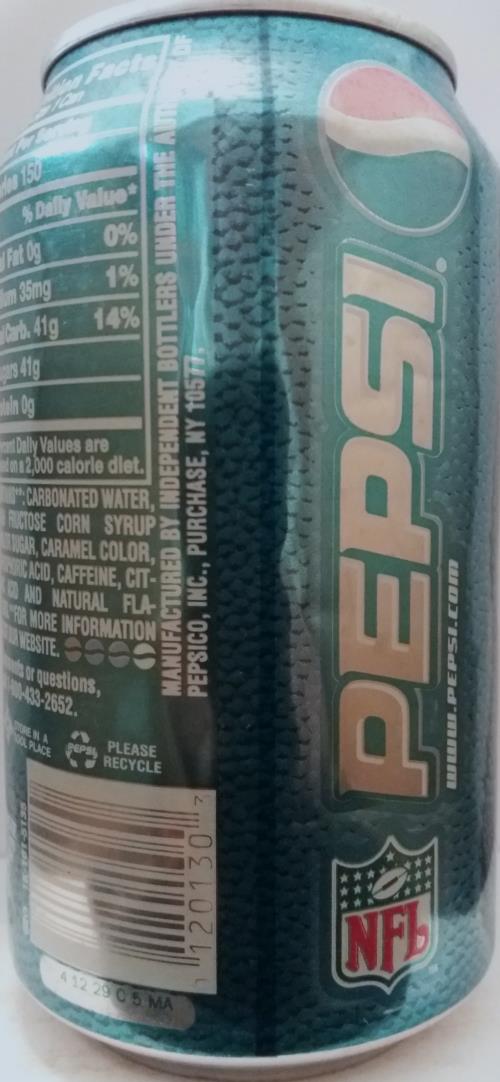 Facts
1 Can
150
% Daily Value*
Fat 0g 0%
35mg 1%
Carb. 41g 14%
41g
0g
Daily Values are
on a 2,000 calorie diet.
CARBONATED WATER,
FRUCTOSE CORN SYRUP
SUGAR, CARAMEL COLOR,
ACID, CAFFEINE, CIT-
AND NATURAL FLA-
**FOR MORE INFORMATION
WEBSITE.
or questions,
433-2652.
STORE IN A
PLACE
PEPSI
PLEASE
RECYCLE
MANUFACTURED BY INDEPENDENT BOTTLERS UNDER THE
PEPSICO, INC., PURCHASE, NY 10577.
PEPSI
www.PEPSI.COM
NFL
120130 7
4 12 29 C 5 MA